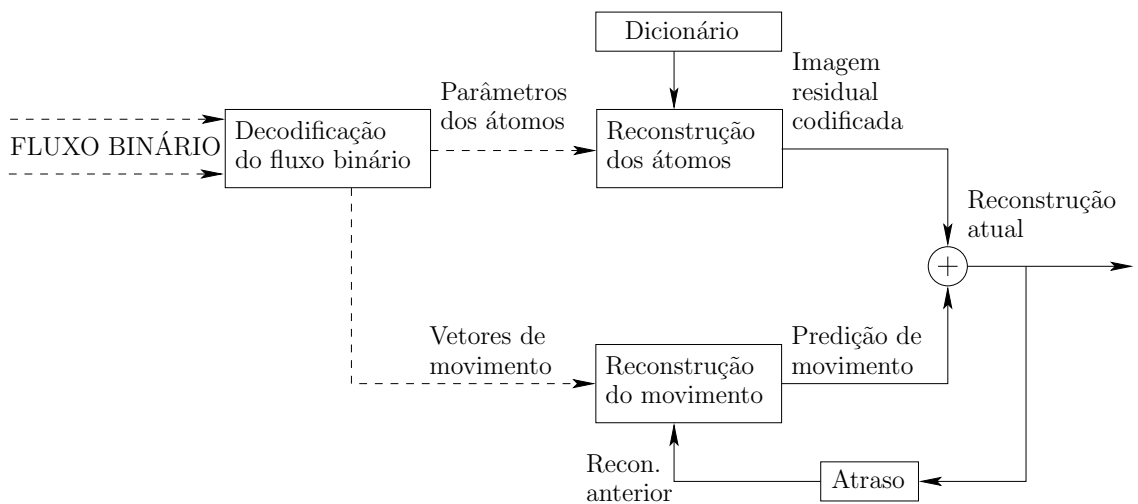 Dicionário
Imagem
residual
codificada
Parâmetros
dos átomos
FLUXO BINÁRIO
Decodificação
do fluxo binário
Reconstrução
dos átomos
Reconstrução
atual
+
Vetores de
movimento
Reconstrução
do movimento
Predição de
movimento
Recon.
anterior
Atraso